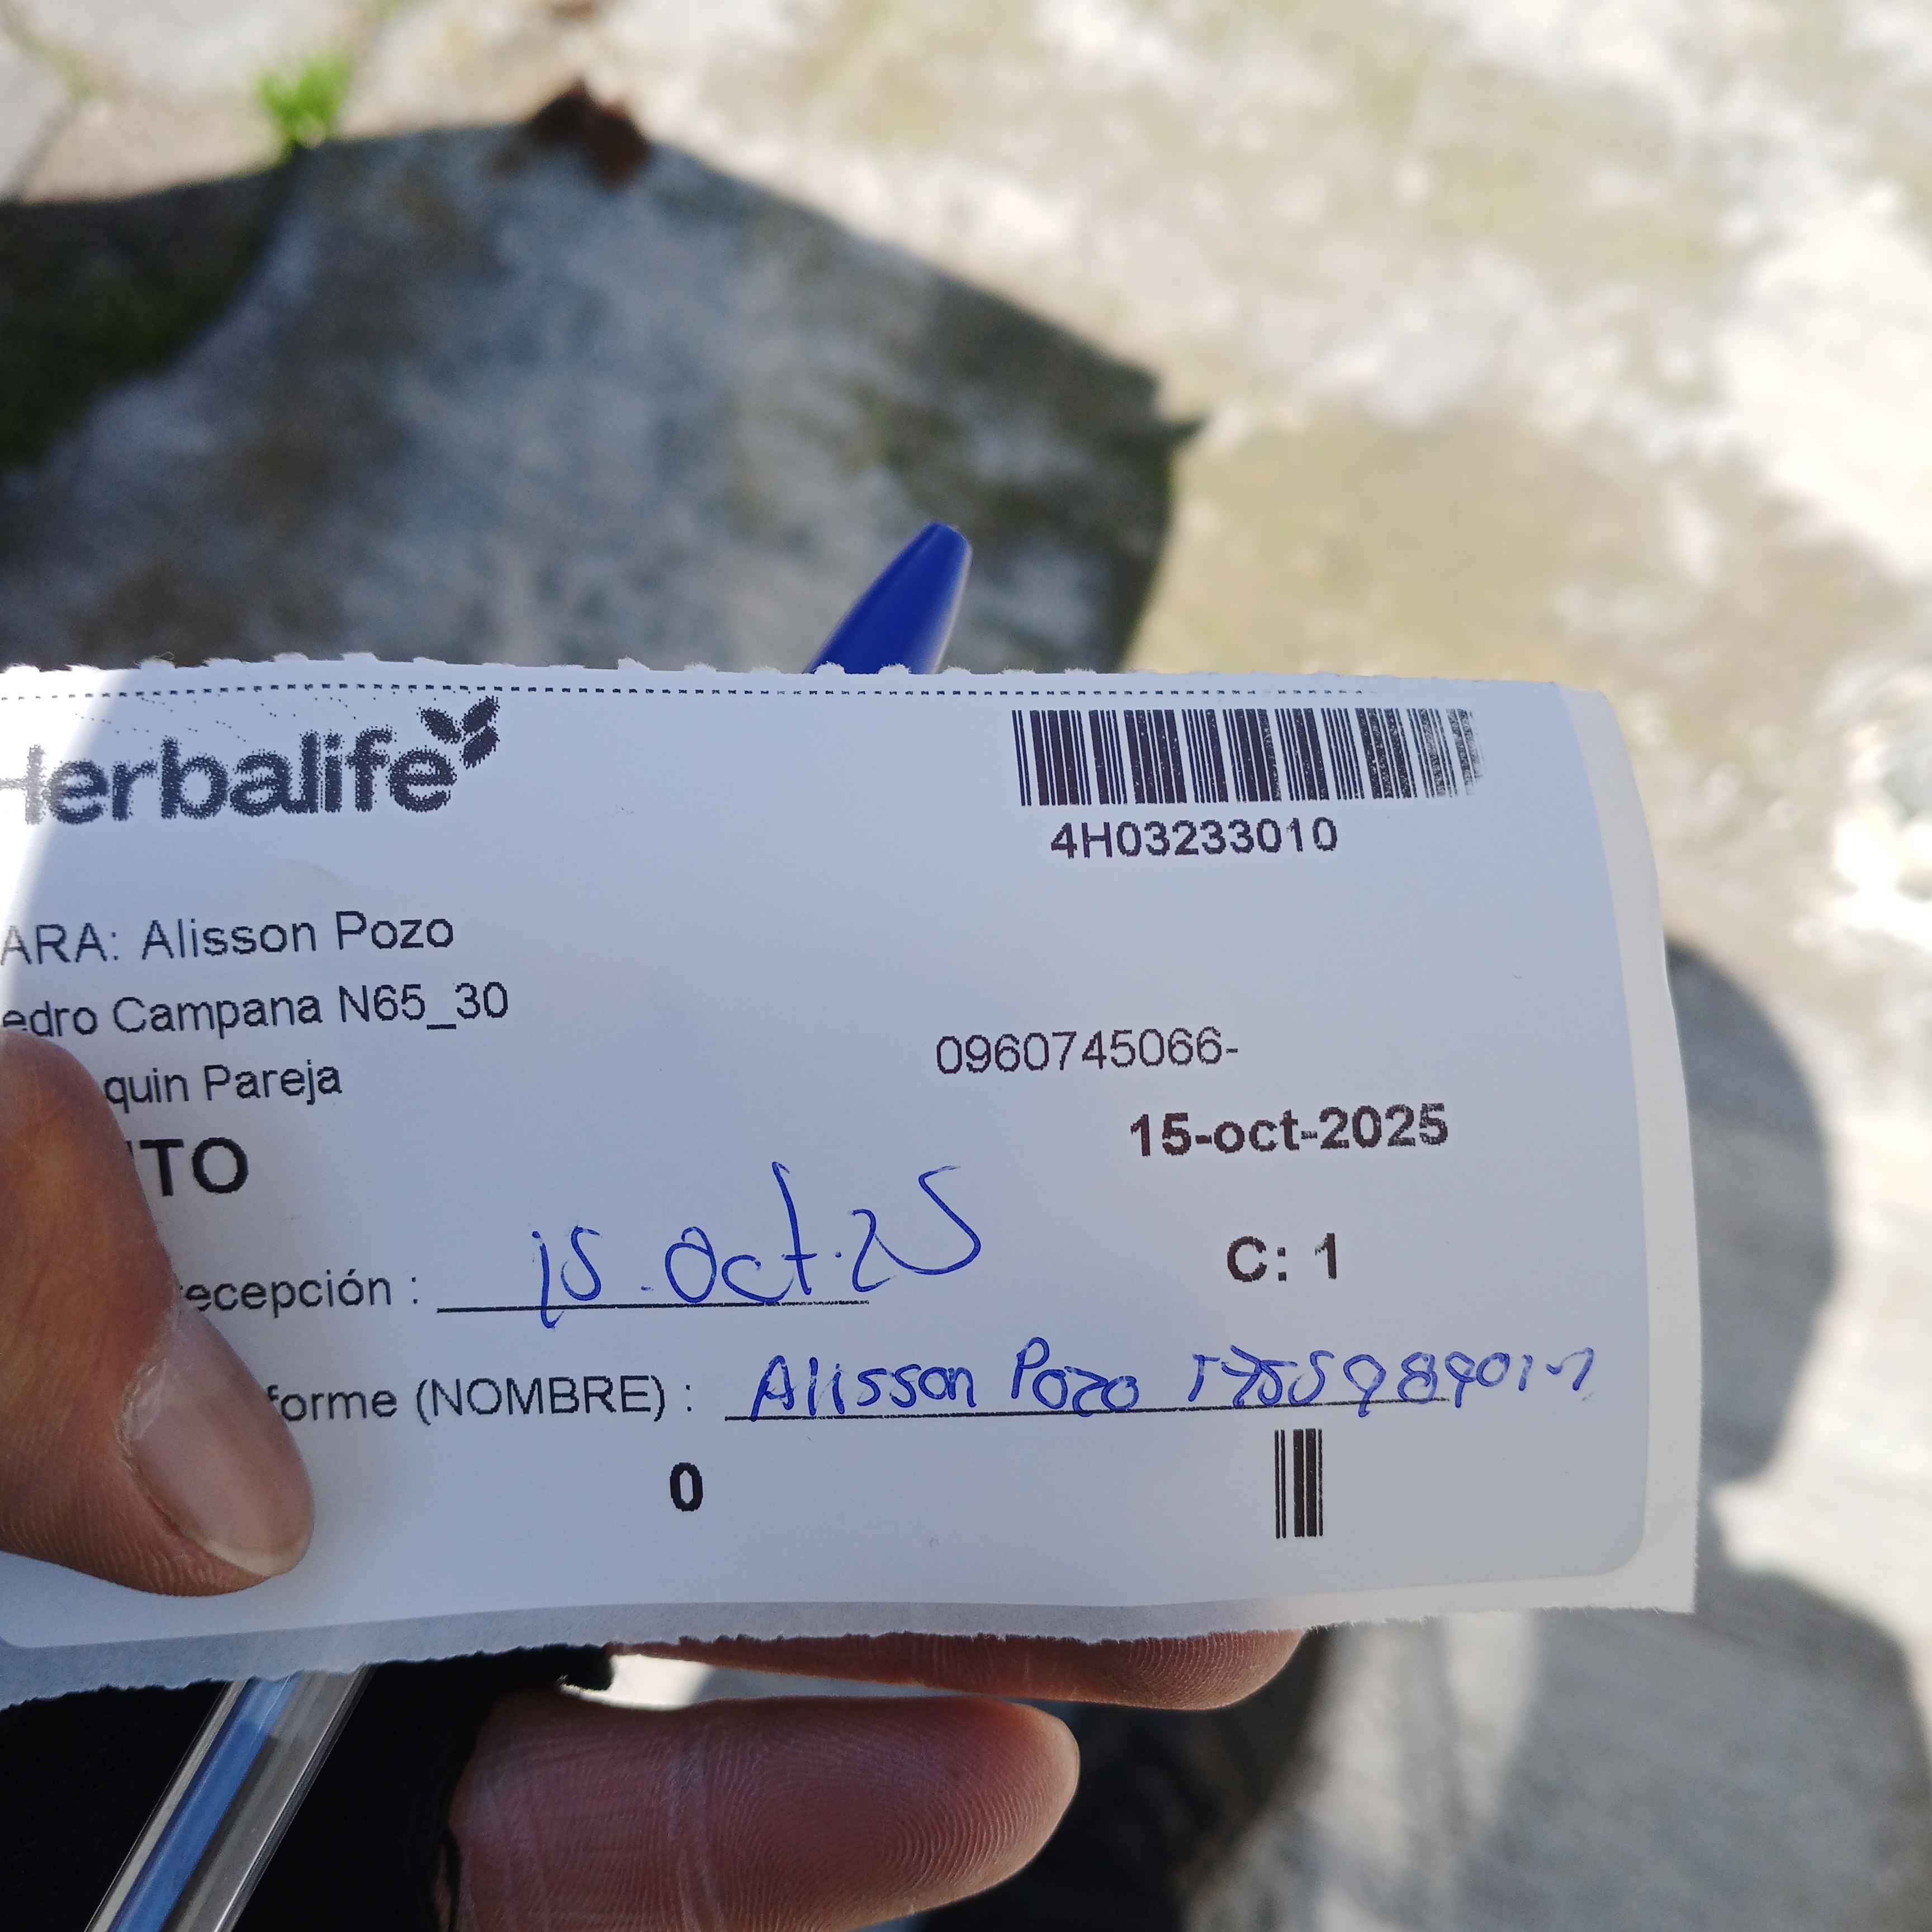 Herbalife
4H03233010
ARA: Alisson Pozo
edro Campana N65_30
quin Pareja
0960745066-
15-oct-2025
ITO
ecepción : 15.Oct.25
C: 1
forme (NOMBRE) : Alisson Pozo
0